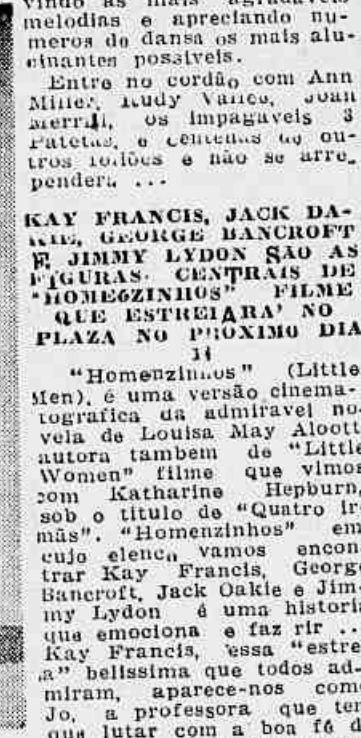 vindo as mais agradaveis
melodias e apreciando nu-
meros de dansa os mais alu-
cinantes possiveis.
Entre no cordão com Ann
Miller, Rudy Vallee, Joan
Merrill, os impagaveis 3
Patetas, e centenas de ou-
tros foliões e não se arre-
penderá ...
KAY FRANCIS, JACK OA-
KIE, GEORGE BANCROFT
E JIMMY LYDON SÃO AS
FIGURAS CENTRAIS DE
"HOMEGZINHOS" FILME
QUE ESTREIARA' NO
PLAZA NO PROXIMO DIA
"Homenzinhos" (Little
Men), é uma versão cinema-
tografica da admiravel no-
vela de Louisa May Aloott
autora tambem de "Little
Women" filme que vimos
com Katharine Hepburn,
sob o titulo de "Quatro ir-
mãs". "Homenzinhos" em
cujo elenco vamos encon-
trar Kay Francis, George
Bancroft, Jack Oakie e Jim-
my Lydon é uma historia
que emociona e faz rir ..
Kay Francis, essa "estre-
la" belissima que todos ad-
miram, aparece-nos como
Jo, a professora que tem
que lutar com a boa fé d